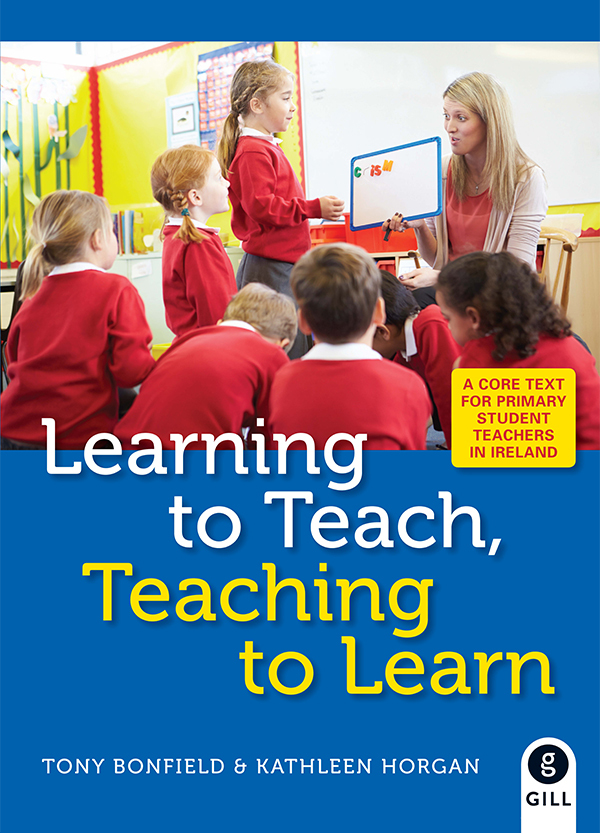 A CORE TEXT
FOR PRIMARY
STUDENT
TEACHERS
IN IRELAND
Learning
to Teach,
Teaching
to Learn
TONY BONFIELD & KATHLEEN HORGAN
g
GILL